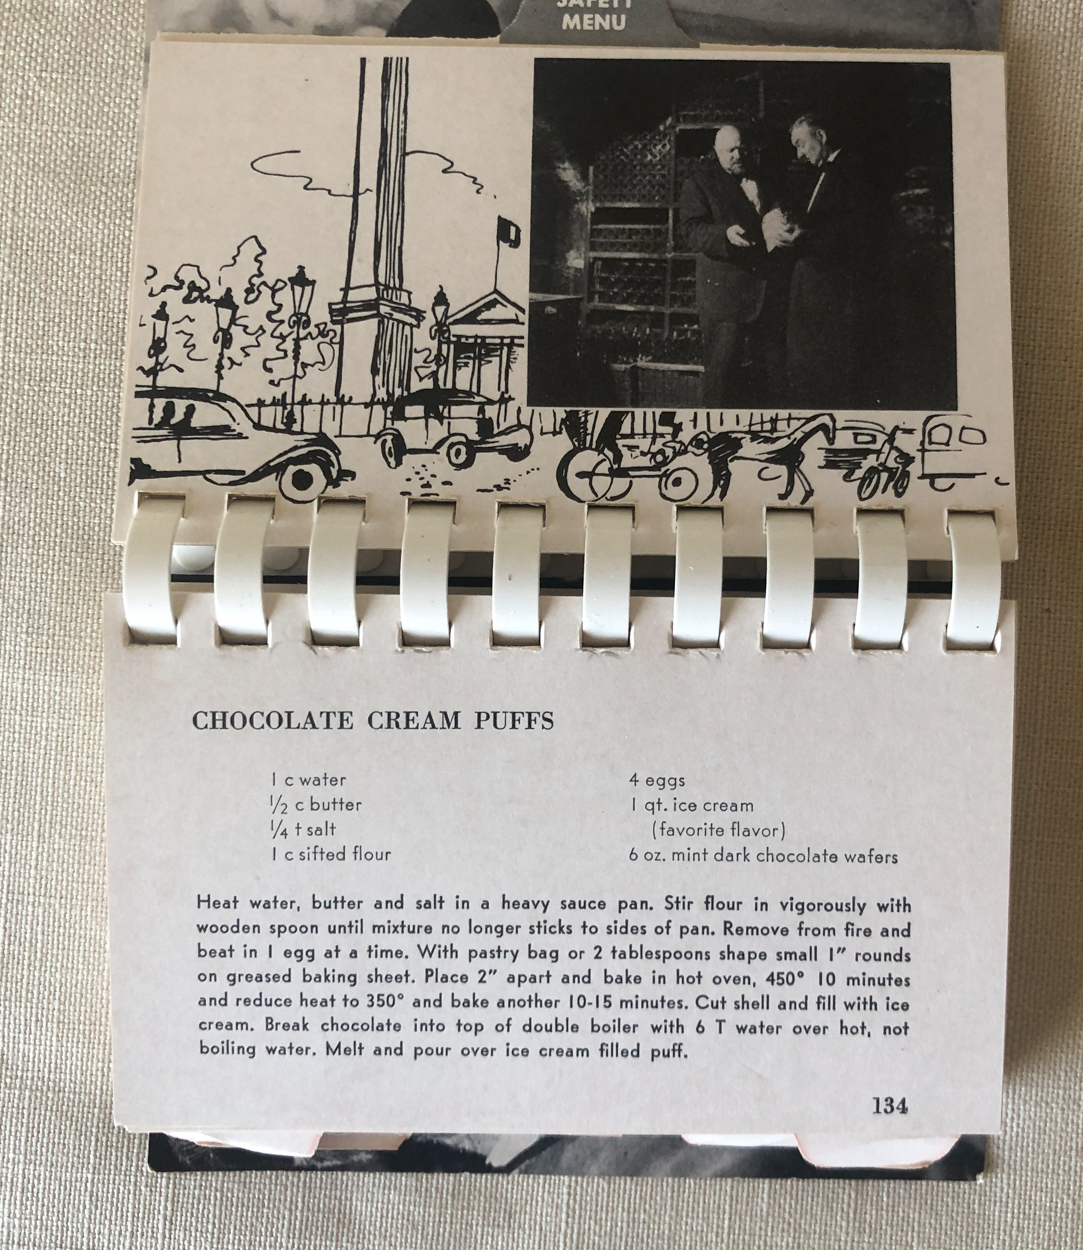 SAFETY
MENU
CHOCOLATE CREAM PUFFS
1 c water
½ c butter
¼ t salt
1 c sifted flour
4 eggs
1 qt. ice cream
(favorite flavor)
6 oz. mint dark chocolate wafers
Heat water, butter and salt in a heavy sauce pan. Stir flour in vigorously with
wooden spoon until mixture no longer sticks to sides of pan. Remove from fire and
beat in 1 egg at a time. With pastry bag or 2 tablespoons shape small 1" rounds
on greased baking sheet. Place 2" apart and bake in hot oven, 450° 10 minutes
and reduce heat to 350° and bake another 10-15 minutes. Cut shell and fill with ice
cream. Break chocolate into top of double boiler with 6 T water over hot, not
boiling water. Melt and pour over ice cream filled puff.
134